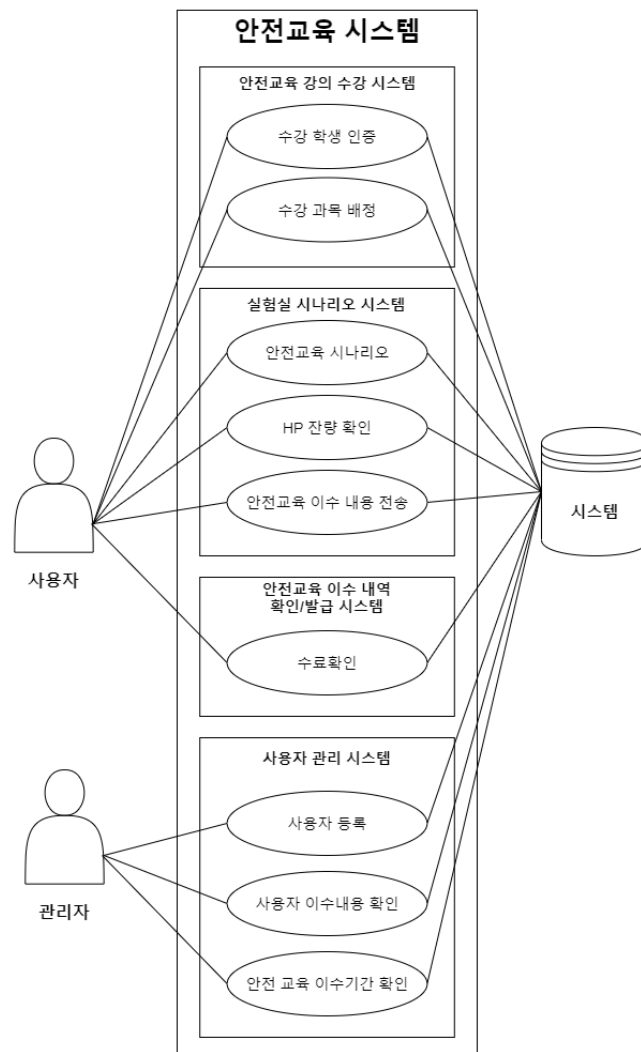 안전교육 시스템
안전교육 강의 수강 시스템
수강 학생 인증
수강 과목 배정
실험실 시나리오 시스템
안전교육 시나리오
HP 잔량 확인
안전교육 이수 내용 전송
사용자
시스템
안전교육 이수 내역
확인/발급 시스템
수료확인
사용자 관리 시스템
사용자 등록
사용자 이수내용 확인
관리자
안전 교육 이수기간 확인